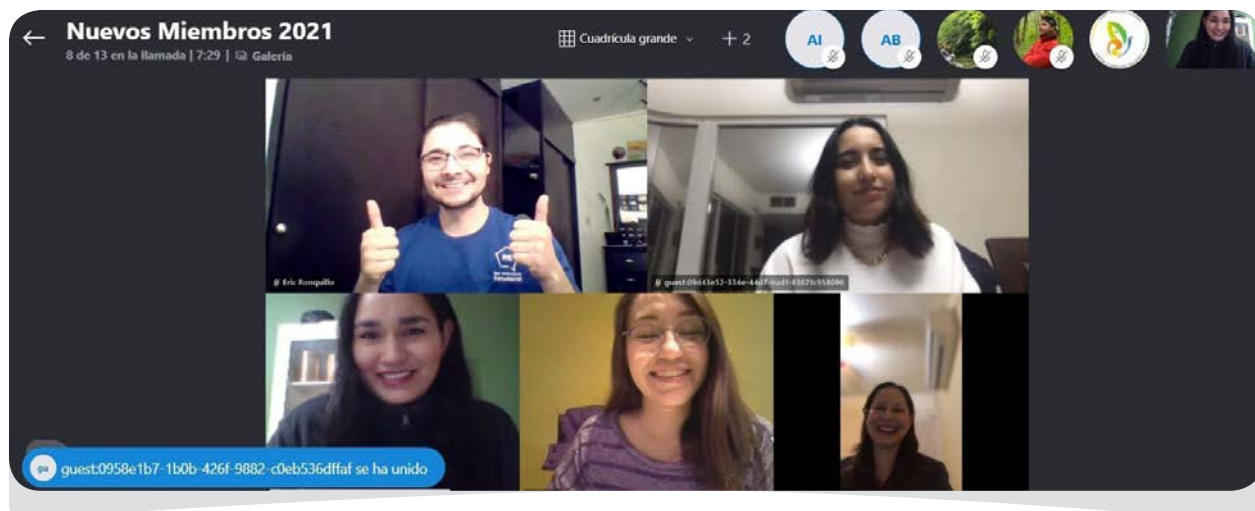 Nuevos Miembros 2021
8 de 13 en la llamada | 7:29 | Galería
Cuadrícula grande
+ 2
AI
AB
Eric Ronquillo
gu
guest:0958e1b7-1b0b-426f-9882-c0eb536dffaf se ha unido